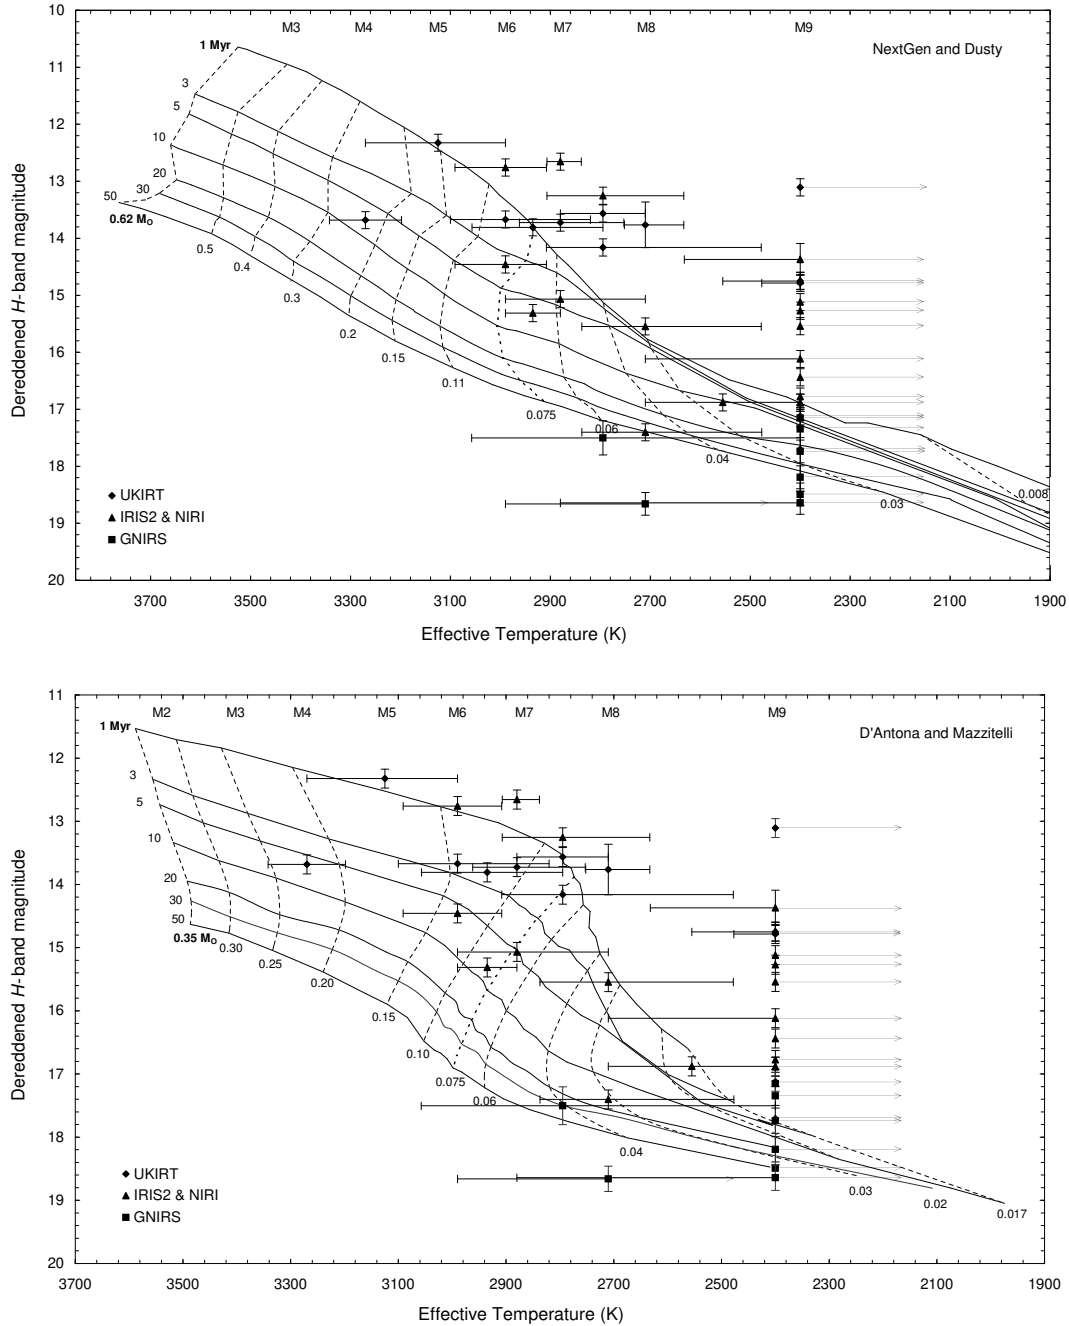 M3 M4 M5 M6 M7 M8 M9
NextGen and Dusty
10
11
12
13
14
15
16
17
18
19
20
Dereddened H-band magnitude
1 Myr
3
5
10
20
30
50
0.62 M⊙
0.5
0.4
0.3
0.2
0.15
0.11
0.075
0.06
0.04
0.03
0.008
UKIRT
IRIS2 & NIRI
GNIRS
3700 3500 3300 3100 2900 2700 2500 2300 2100 1900
Effective Temperature (K)
M2 M3 M4 M5 M6 M7 M8 M9
D'Antona and Mazzitelli
11
12
13
14
15
16
17
18
19
20
Dereddened H-band magnitude
1 Myr
3
5
10
20
30
50
0.35 M⊙
0.30
0.25
0.20
0.15
0.10
0.075
0.06
0.04
0.03
0.02
0.017
UKIRT
IRIS2 & NIRI
GNIRS
3700 3500 3300 3100 2900 2700 2500 2300 2100 1900
Effective Temperature (K)